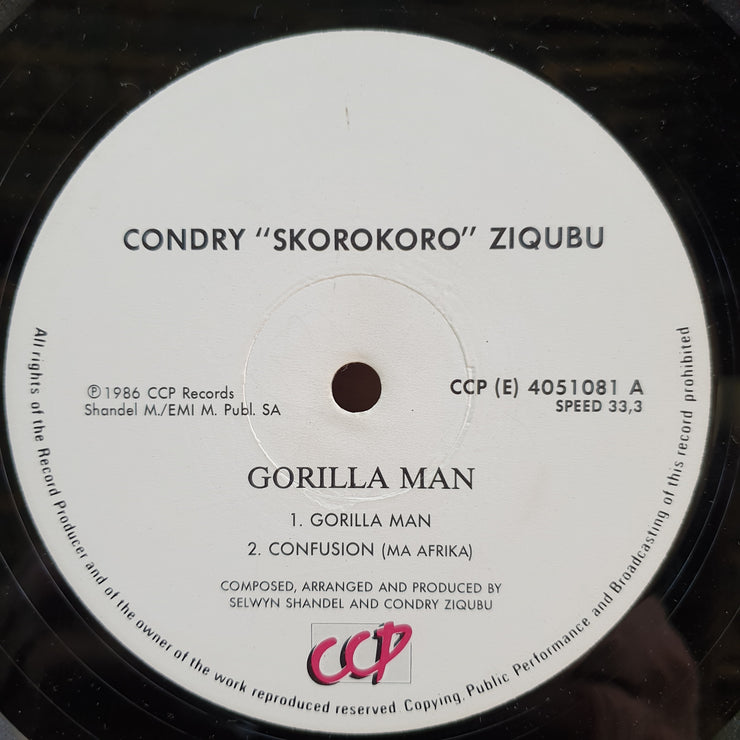 CONDRY "SKOROKORO" ZIQUBU
℗1986 CCP Records
Shandel M./EMI M. Publ. SA
CCP (E) 4051081 A
SPEED 33,3
GORILLA MAN
1. GORILLA MAN
2. CONFUSION (MA AFRIKA)
COMPOSED, ARRANGED AND PRODUCED BY
SELWYN SHANDEL AND CONDRY ZIQUBU
CCP
All rights of the Record Producer and of the owner of the work reproduced reserved. Copying, Public Performance and Broadcasting of this record prohibited